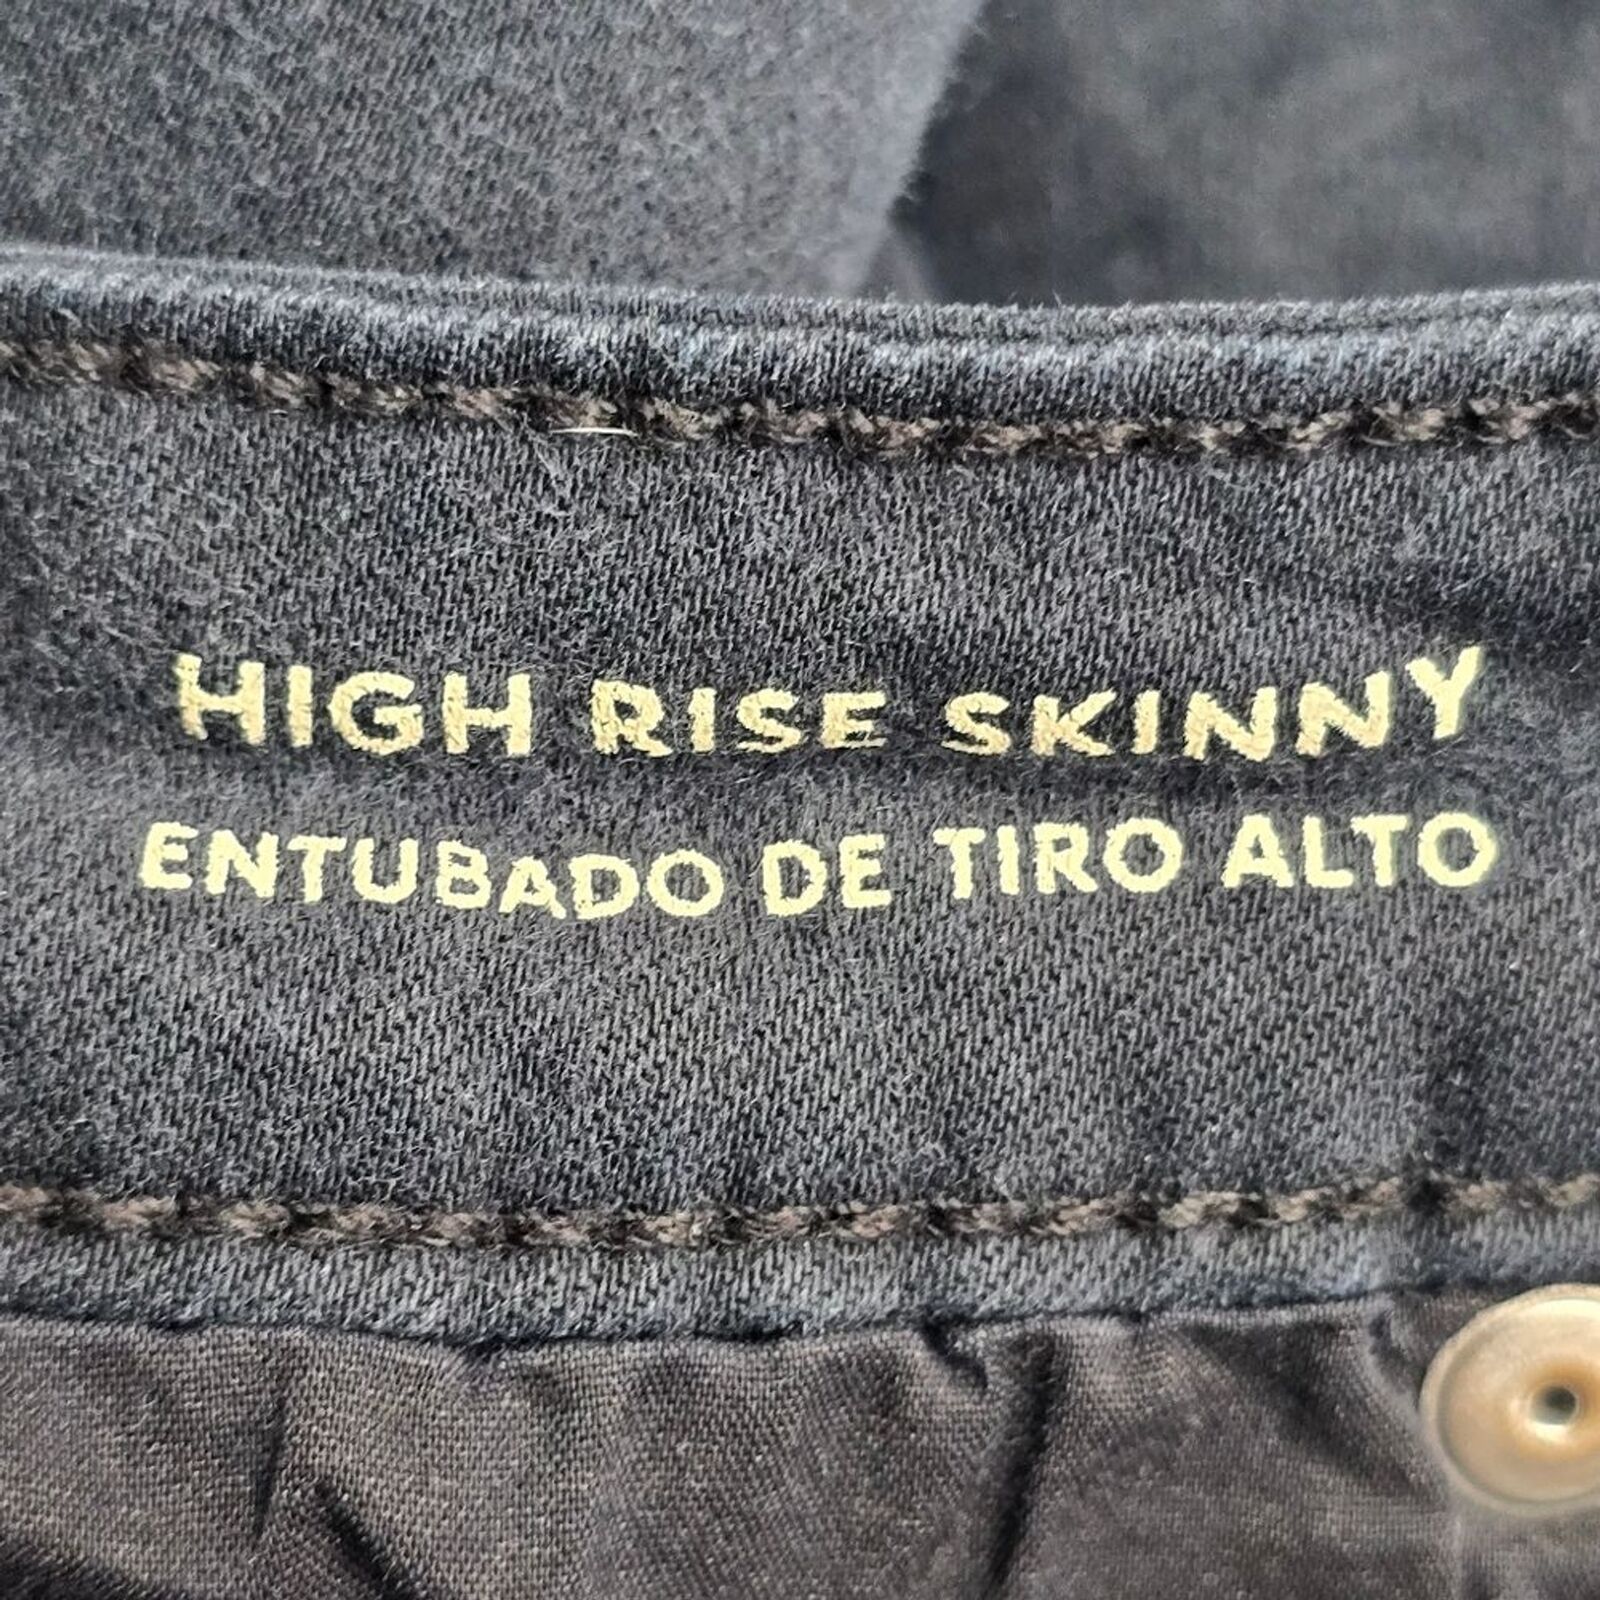 HIGH RISE SKINNY
ENTUBADO DE TIRO ALTO